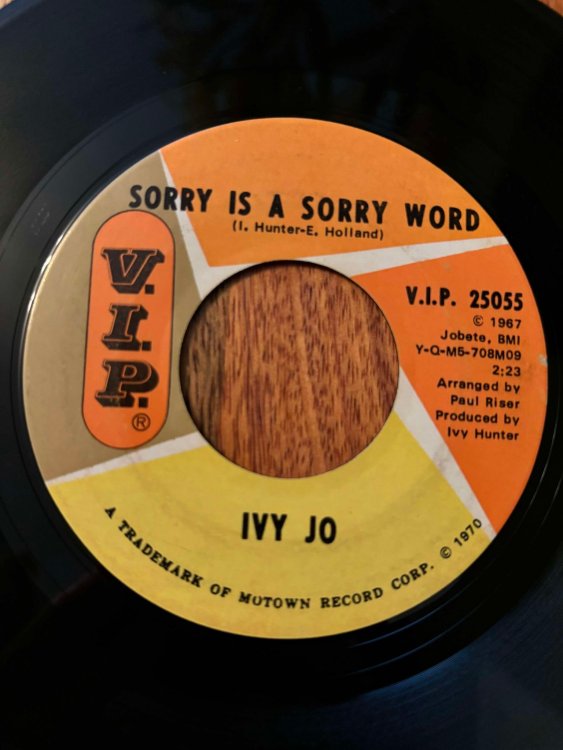 SORRY IS A SORRY WORD
(I. Hunter-E. Holland)
V.I.P.®
V.I.P. 25055
© 1967
Jobete, BMI
Y-Q-M5-708M09
2:23
Arranged by
Paul Riser
Produced by
Ivy Hunter
IVY JO
A TRADEMARK OF MOTOWN RECORD CORP. © 1970